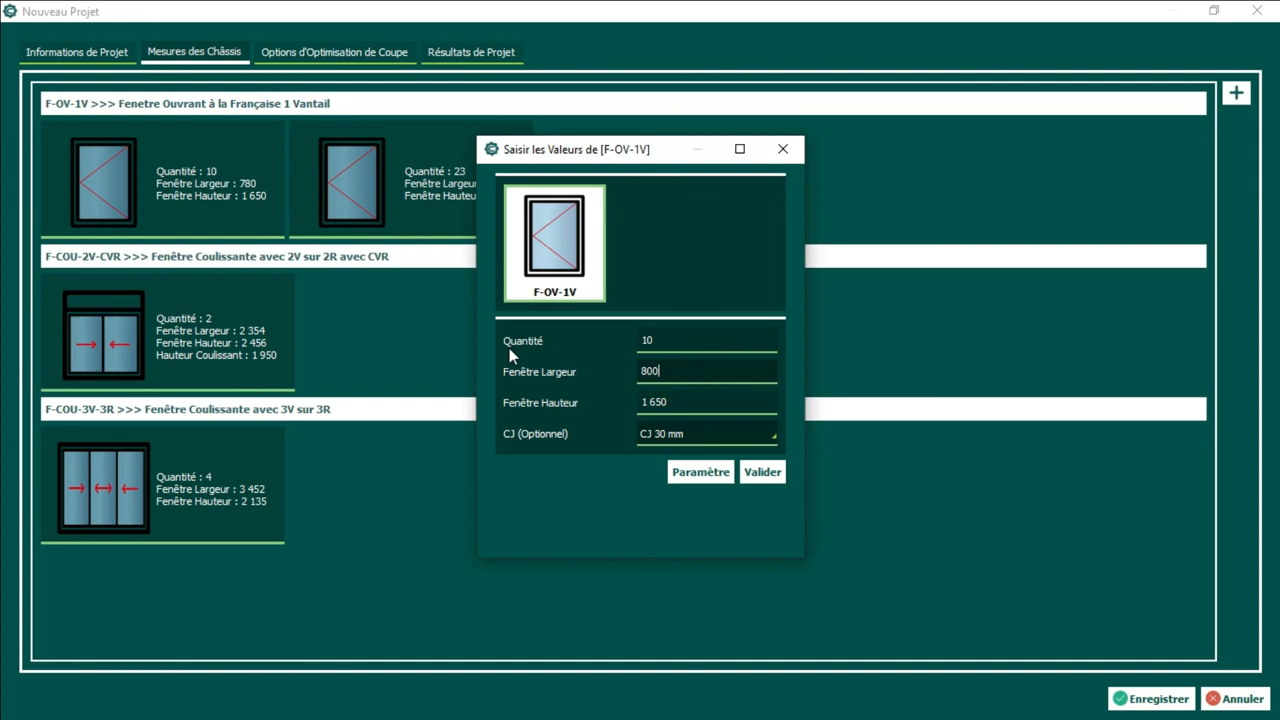 Nouveau Projet
Informations de Projet
Mesures des Châssis
Options d'Optimisation de Coupe
Résultats de Projet
F-OV-1V >>> Fenetre Ouvrant à la Française 1 Vantail
Quantité : 10
Fenêtre Largeur : 780
Fenêtre Hauteur : 1 650
Quantité : 23
Fenêtre Largeur
Fenêtre Hauteu
F-COU-2V-CVR >>> Fenêtre Coulissante avec 2V sur 2R avec CVR
Quantité : 2
Fenêtre Largeur : 2 354
Fenêtre Hauteur : 2 456
Hauteur Coulissant : 1 950
F-COU-3V-3R >>> Fenêtre Coulissante avec 3V sur 3R
Quantité : 4
Fenêtre Largeur : 3 452
Fenêtre Hauteur : 2 135
Saisir les Valeurs de [F-OV-1V]
F-OV-1V
Quantité 10
Fenêtre Largeur 800
Fenêtre Hauteur 1 650
CJ (Optionnel) CJ 30 mm
Paramètre
Valider
Enregistrer
Annuler